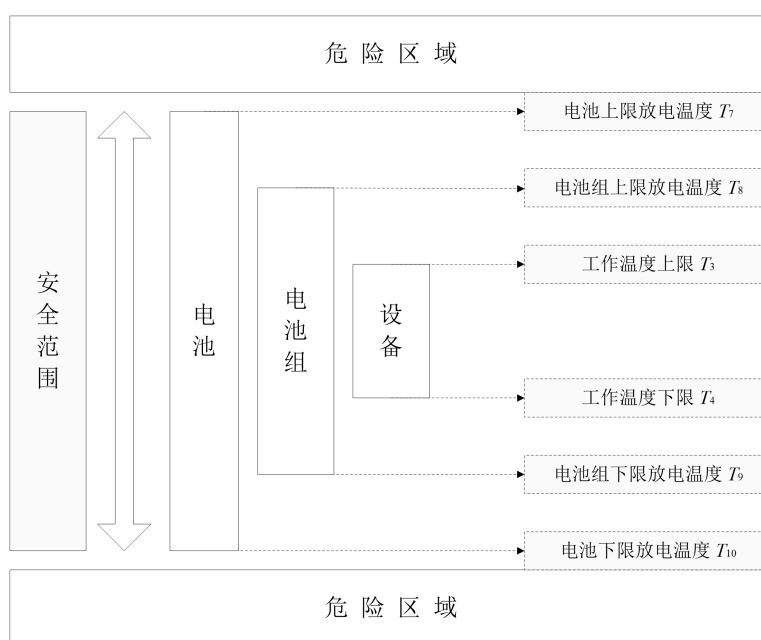 危险区域
电池上限放电温度 T7
电池组上限放电温度 T8
工作温度上限 T3
安全范围
电池
电池组
设备
工作温度下限 T4
电池组下限放电温度 T9
电池下限放电温度 T10
危险区域